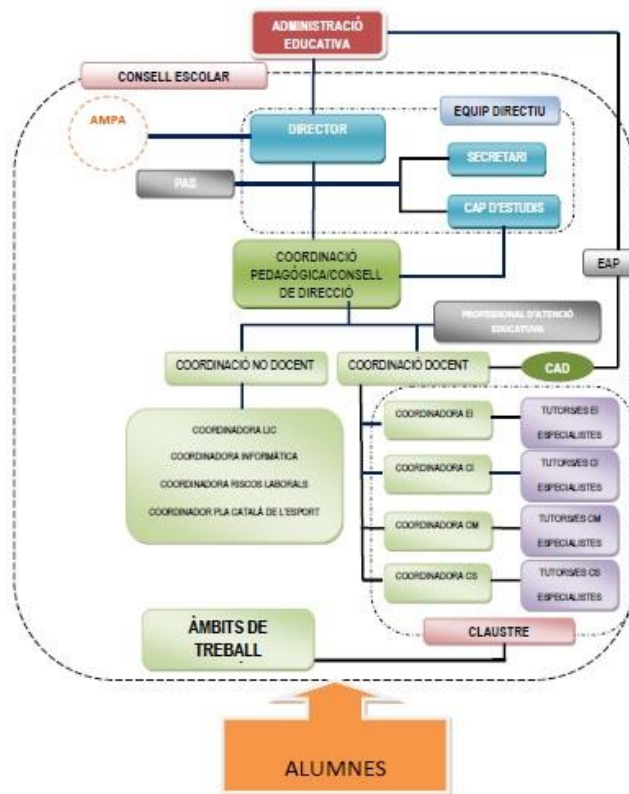 ADMINISTRACIÓ
EDUCATIVA
CONSELL ESCOLAR
AMPA
EQUIP DIRECTIU
DIRECTOR
SECRETARI
PAS
CAP D'ESTUDIS
COORDINACIÓ
PEDAGÒGICA/CONSELL
DE DIRECCIÓ
EAP
PROFESSIONAL D'ATENCIÓ
EDUCATIVA
COORDINACIÓ NO DOCENT
COORDINACIÓ DOCENT
CAD
COORDINADORA LIC
COORDINADORA INFORMÀTICA
COORDINADORA RISCOS LABORALS
COORDINADOR PLA CATALÀ DE L'ESPORT
COORDINADORA EI
TUTORS/ES EI
ESPECIALISTES
COORDINADORA CI
TUTORS/ES CI
ESPECIALISTES
COORDINADORA CM
TUTORS/ES CM
ESPECIALISTES
COORDINADORA CS
TUTORS/ES CS
ESPECIALISTES
ÀMBITS DE
TREBALL
CLAUSTRE
ALUMNES